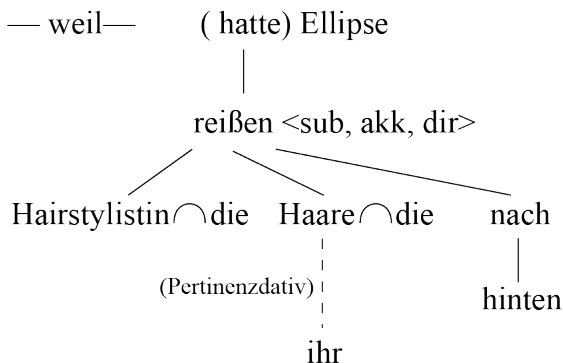 — weil— ( hatte) Ellipse
reißen <sub, akk, dir>
Hairstylistin⁀die Haare⁀die nach
(Pertinenzdativ)
hinten
ihr